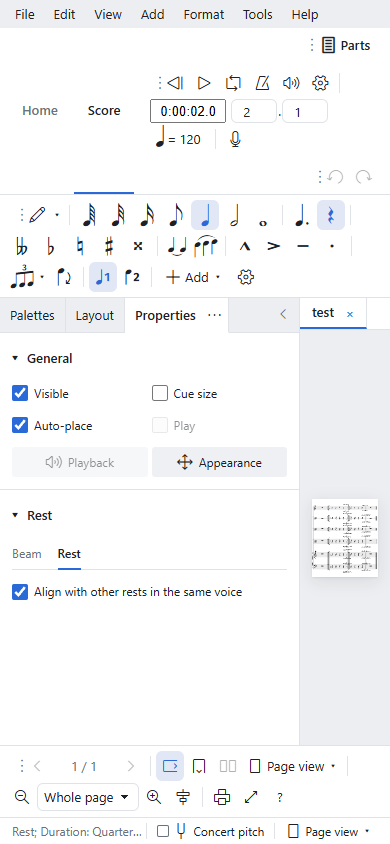 File Edit View Add Format Tools Help
Parts
Home Score
0:00:02.0 2 . 1
= 120
3
1 2 Add
Palettes Layout Properties ···
test ×
General
Visible Cue size
Auto-place Play
Playback Appearance
Rest
Beam Rest
Align with other rests in the same voice
1 / 1 Page view
Whole page ?
Rest; Duration: Quarter... Concert pitch Page view